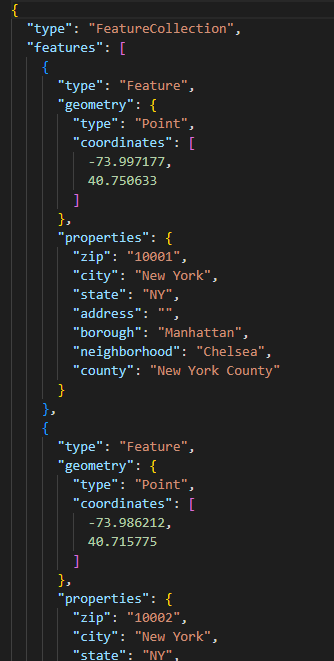 {
"type": "FeatureCollection",
"features": [
{
"type": "Feature",
"geometry": {
"type": "Point",
"coordinates": [
-73.997177,
40.750633
]
},
"properties": {
"zip": "10001",
"city": "New York",
"state": "NY",
"address": "",
"borough": "Manhattan",
"neighborhood": "Chelsea",
"county": "New York County"
}
},
{
"type": "Feature",
"geometry": {
"type": "Point",
"coordinates": [
-73.986212,
40.715775
]
},
"properties": {
"zip": "10002",
"city": "New York",
"state": "NY",